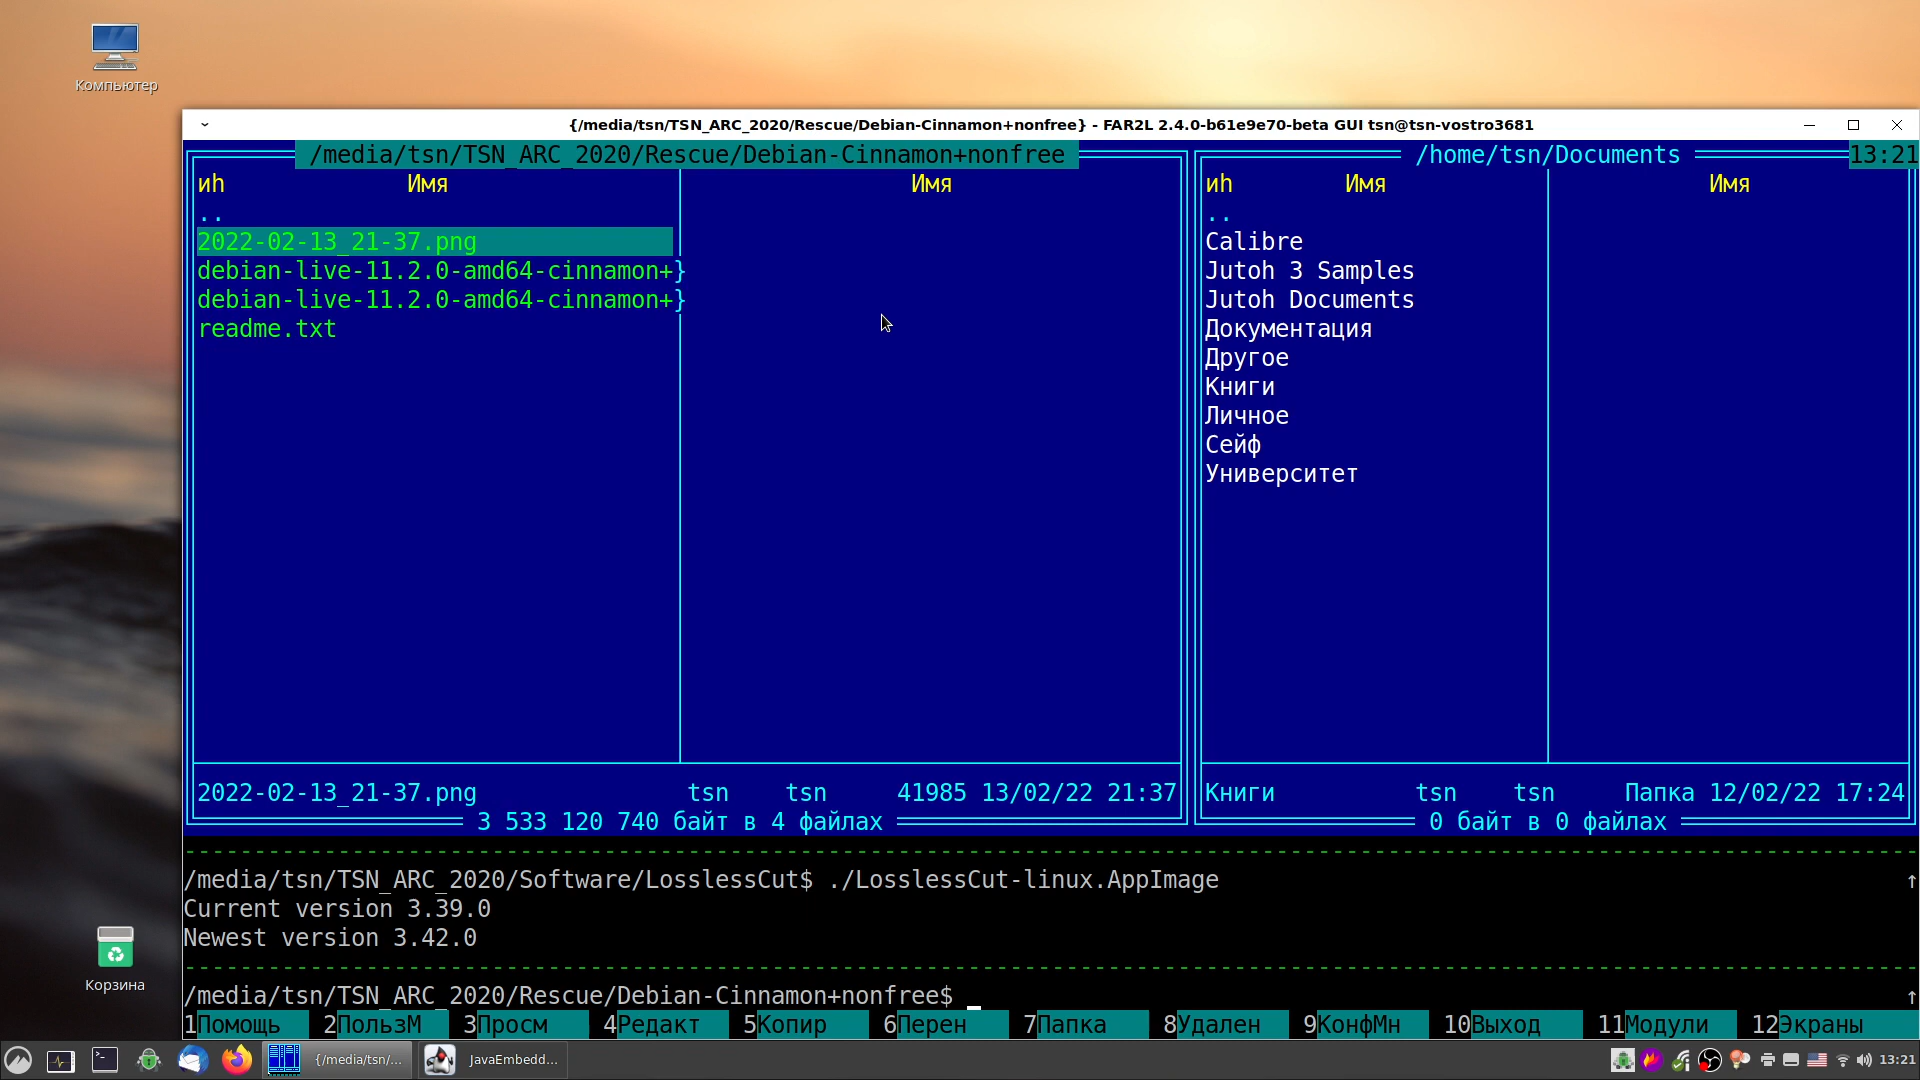 Компьютер
{/media/tsn/TSN_ARC_2020/Rescue/Debian-Cinnamon+nonfree} - FAR2L 2.4.0-b61e9e70-beta GUI tsn@tsn-vostro3681
/media/tsn/TSN_ARC_2020/Rescue/Debian-Cinnamon+nonfree
/home/tsn/Documents
13:21
иh Имя Имя
..
2022-02-13_21-37.png
debian-live-11.2.0-amd64-cinnamon+}
debian-live-11.2.0-amd64-cinnamon+}
readme.txt
2022-02-13_21-37.png tsn tsn 41985 13/02/22 21:37
3 533 120 740 байт в 4 файлах
иh Имя Имя
..
Calibre
Jutoh 3 Samples
Jutoh Documents
Документация
Другое
Книги
Личное
Сейф
Университет
Книги tsn tsn Папка 12/02/22 17:24
0 байт в 0 файлах
/media/tsn/TSN_ARC_2020/Software/LosslessCut$ ./LosslessCut-linux.AppImage ↑
Current version 3.39.0
Newest version 3.42.0
/media/tsn/TSN_ARC_2020/Rescue/Debian-Cinnamon+nonfree$ ↑
1Помощь 2ПользМ 3Просм 4Редакт 5Копир 6Перен 7Папка 8Удален 9КонфМн 10Выход 11Модули 12Экраны
Корзина
{/media/tsn/...
JavaEmbedd...
13:21